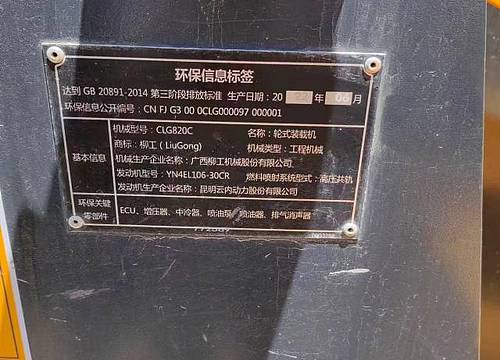 环保信息标签
达到 GB 20891-2014 第三阶段排放标准 生产日期: 20 年 06 月
环保信息公开编号: CN FJ G3 00 0CLG000097 000001
基本信息
机械型号: CLG820C 名称: 轮式装载机
商标: 柳工 (LiuGong) 机械类型: 工程机械
机械生产企业名称: 广西柳工机械股份有限公司
发动机型号: YN4EL106-30CR 燃料喷射系统型式: 高压共轨
发动机生产企业名称: 昆明云内动力股份有限公司
环保关键
零部件
ECU、增压器、中冷器、喷油泵、喷油器、排气消声器